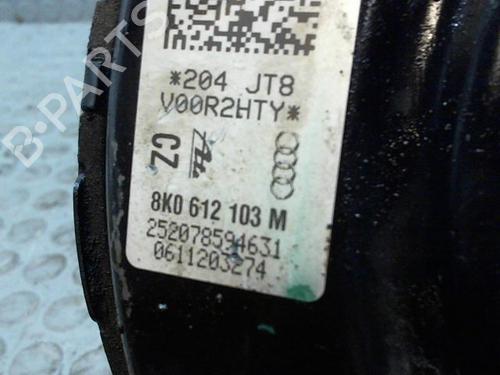 *204 JT8
V00R2HTY*
CZ
8K0 612 103 M
252078594631
0611203274
B-PARTS